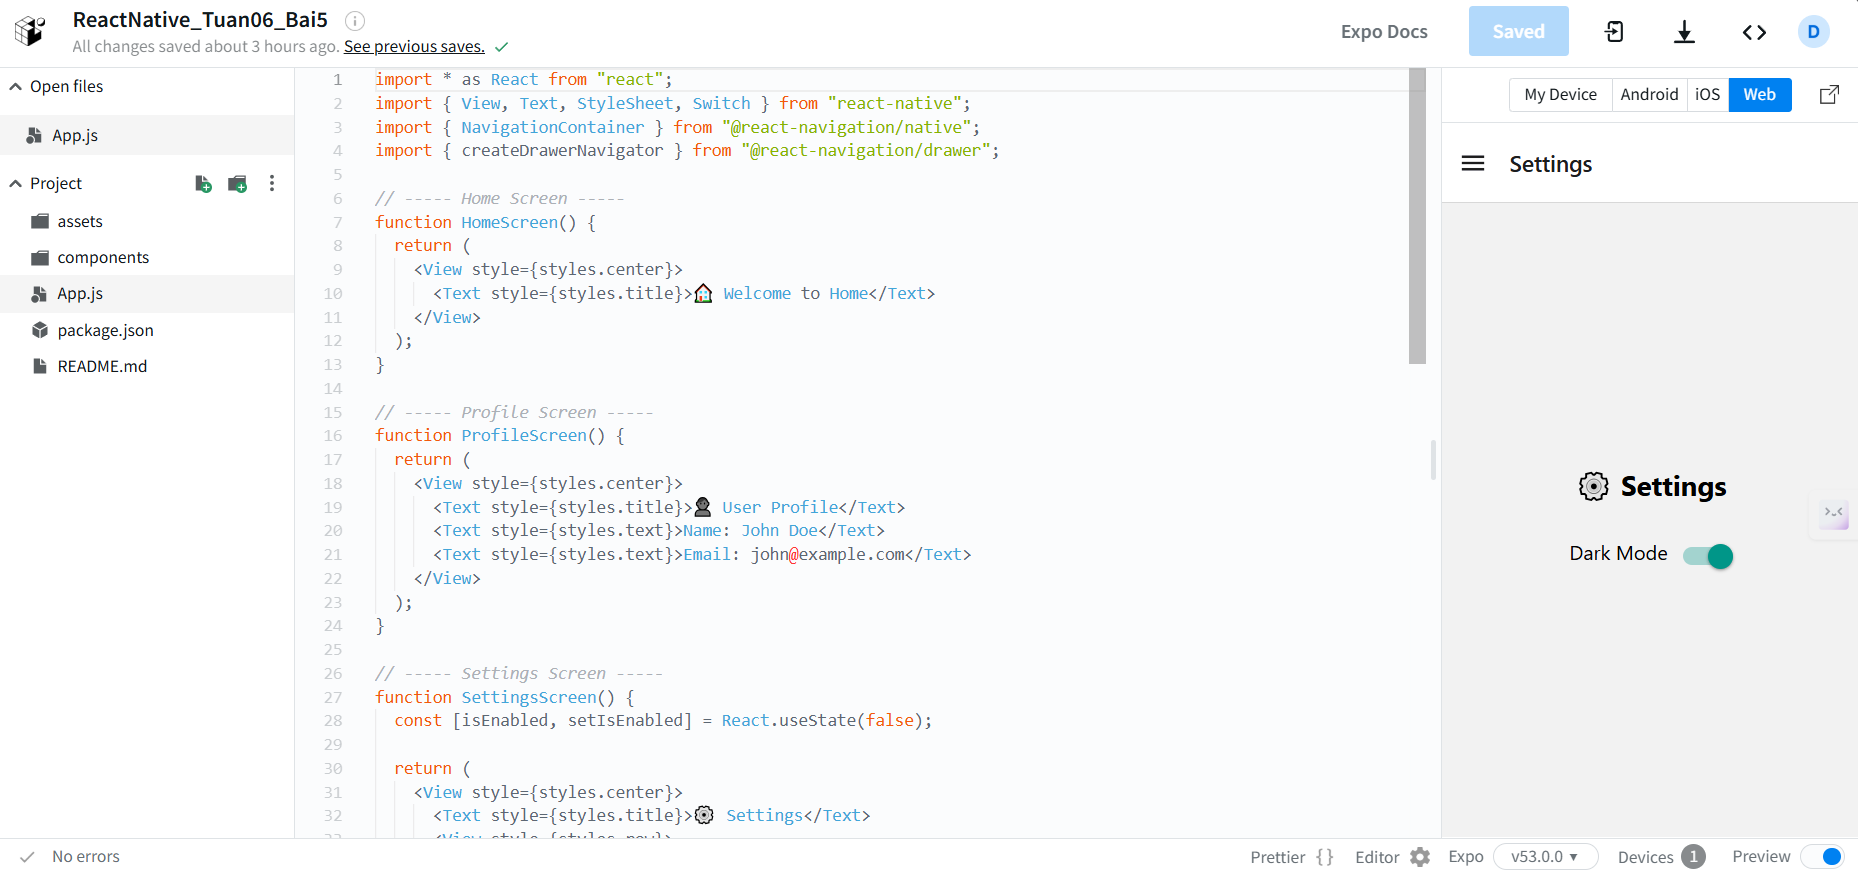 ReactNative_Tuan06_Bai5
All changes saved about 3 hours ago. See previous saves.
Expo Docs
Saved
D
Open files
App.js
Project
assets
components
App.js
package.json
README.md
1 import * as React from "react";
2 import { View, Text, StyleSheet, Switch } from "react-native";
3 import { NavigationContainer } from "@react-navigation/native";
4 import { createDrawerNavigator } from "@react-navigation/drawer";
5
6 // ----- Home Screen -----
7 function HomeScreen() {
8 return (
9 <View style={styles.center}>
10 <Text style={styles.title}>🏠 Welcome to Home</Text>
11 </View>
12 );
13 }
14
15 // ----- Profile Screen -----
16 function ProfileScreen() {
17 return (
18 <View style={styles.center}>
19 <Text style={styles.title}>👤 User Profile</Text>
20 <Text style={styles.text}>Name: John Doe</Text>
21 <Text style={styles.text}>Email: john@example.com</Text>
22 </View>
23 );
24 }
25
26 // ----- Settings Screen -----
27 function SettingsScreen() {
28 const [isEnabled, setIsEnabled] = React.useState(false);
29
30 return (
31 <View style={styles.center}>
32 <Text style={styles.title}>⚙️ Settings</Text>
My Device
Android
iOS
Web
Settings
⚙️ Settings
Dark Mode
No errors
Prettier {}
Editor
Expo
v53.0.0 ▾
Devices 1
Preview